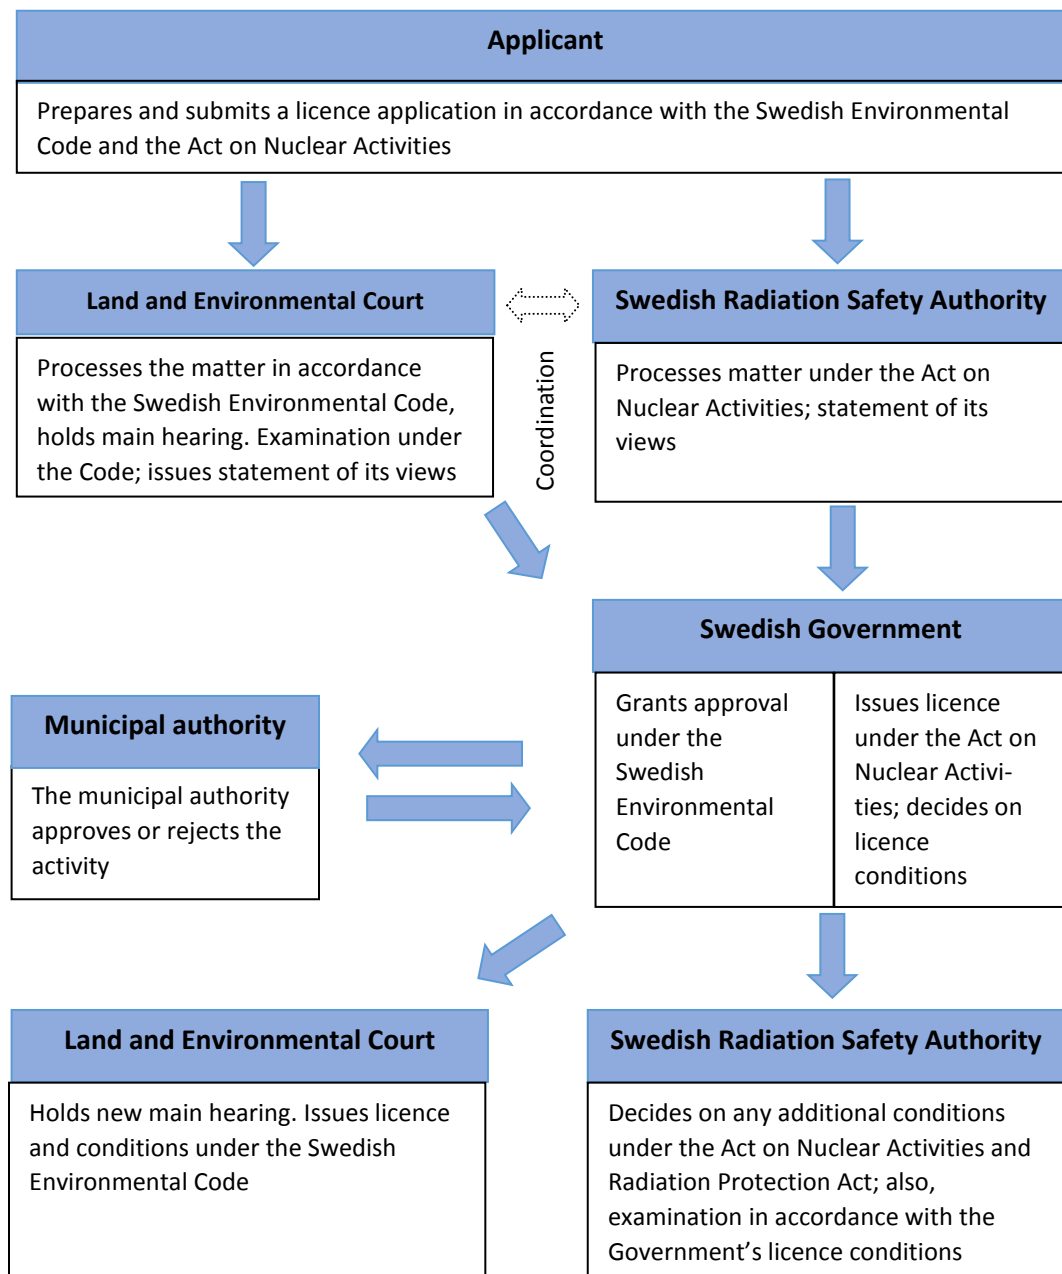 Applicant
Prepares and submits a licence application in accordance with the Swedish Environmental
Code and the Act on Nuclear Activities
Land and Environmental Court
Processes the matter in accordance
with the Swedish Environmental Code,
holds main hearing. Examination under
the Code; issues statement of its views
Coordination
Swedish Radiation Safety Authority
Processes matter under the Act on
Nuclear Activities; statement of its
views
Swedish Government
Grants approval
under the
Swedish
Environmental
Code
Issues licence
under the Act on
Nuclear Activi-
ties; decides on
licence
conditions
Municipal authority
The municipal authority
approves or rejects the
activity
Land and Environmental Court
Holds new main hearing. Issues licence
and conditions under the Swedish
Environmental Code
Swedish Radiation Safety Authority
Decides on any additional conditions
under the Act on Nuclear Activities and
Radiation Protection Act; also,
examination in accordance with the
Government’s licence conditions